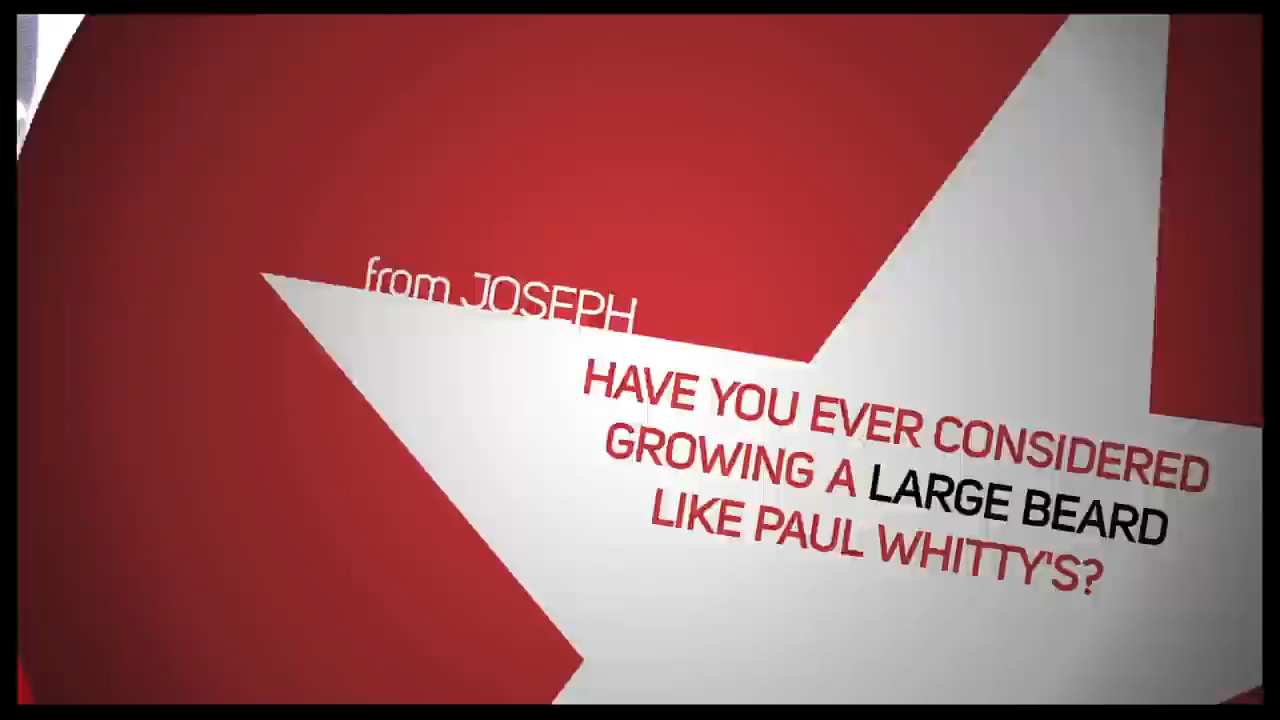 from JOSEPH
HAVE YOU EVER CONSIDERED
GROWING A LARGE BEARD
LIKE PAUL WHITTY'S?